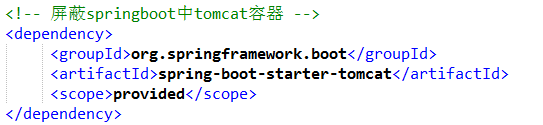 <!-- 屏蔽springboot中tomcat容器 -->
<dependency>
<groupId>org.springframework.boot</groupId>
<artifactId>spring-boot-starter-tomcat</artifactId>
<scope>provided</scope>
</dependency>